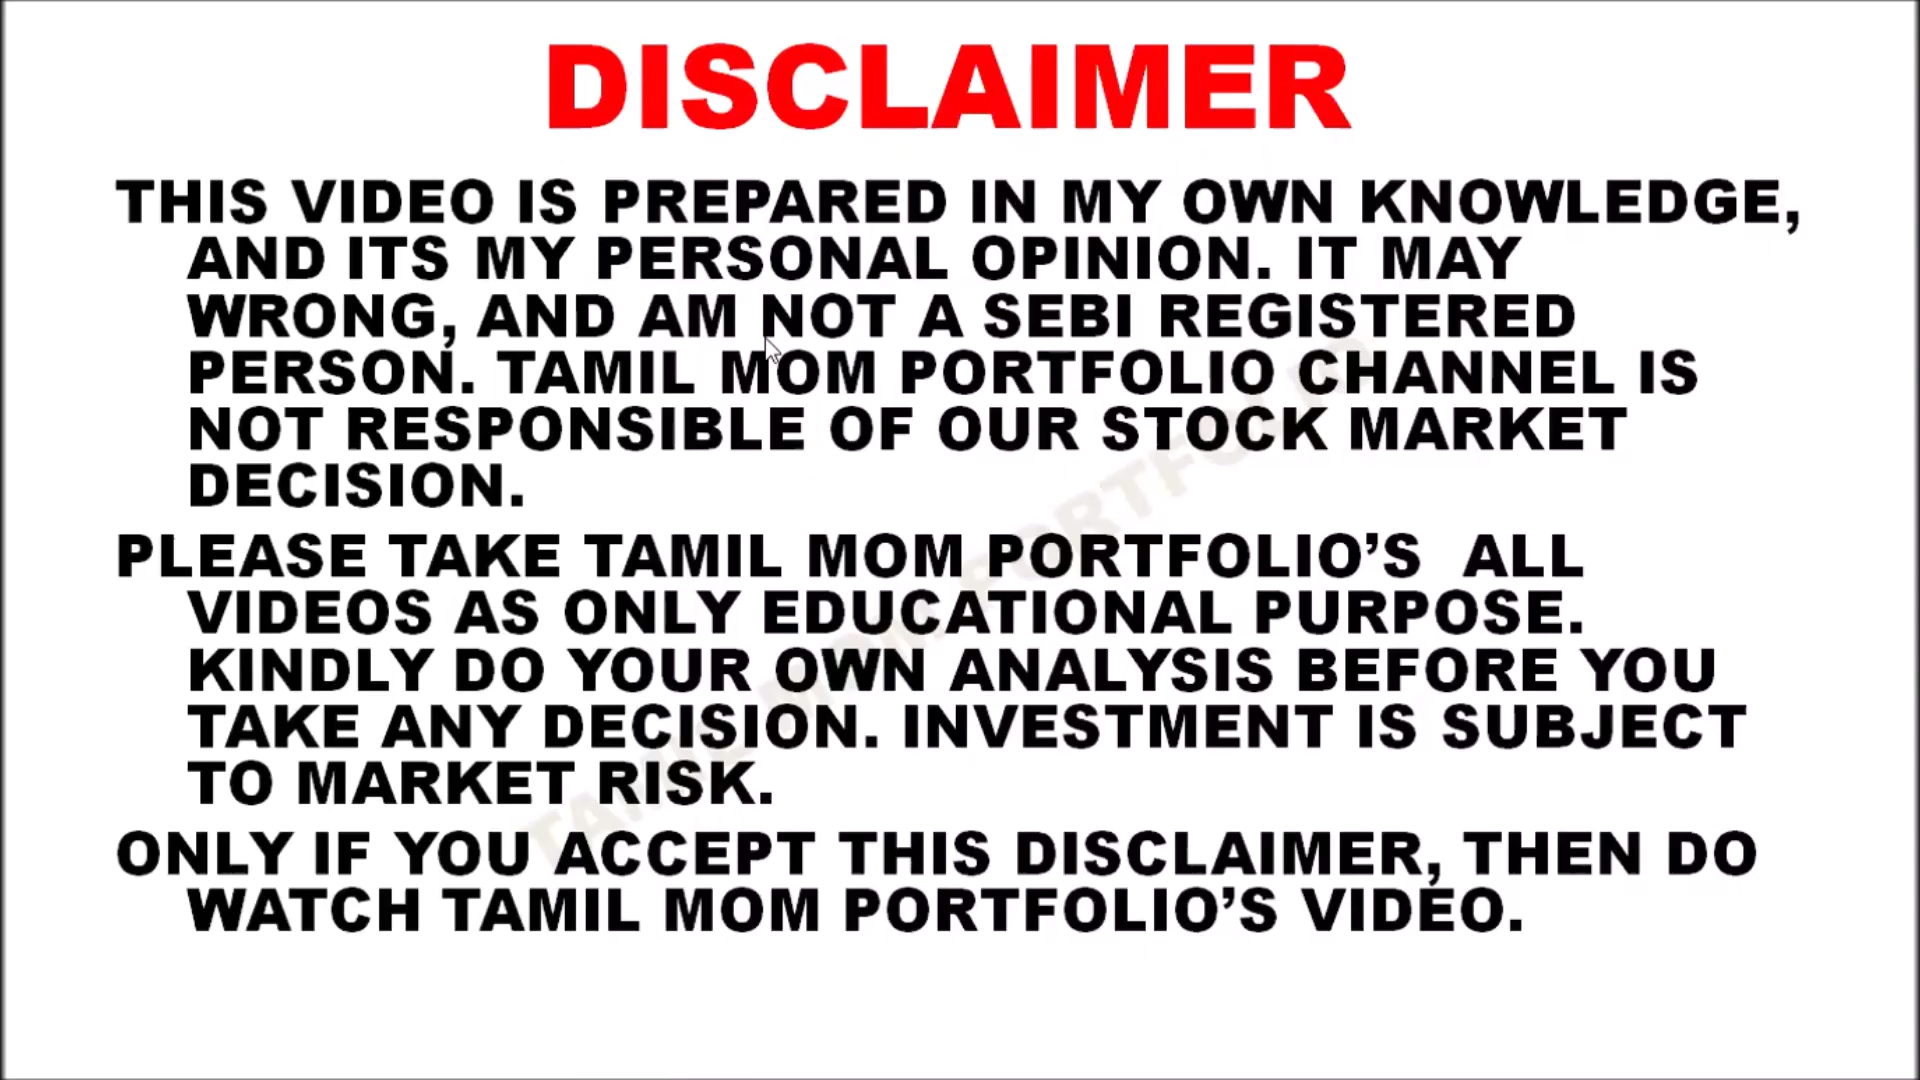 DISCLAIMER
THIS VIDEO IS PREPARED IN MY OWN KNOWLEDGE,
AND ITS MY PERSONAL OPINION. IT MAY
WRONG, AND AM NOT A SEBI REGISTERED
PERSON. TAMIL MOM PORTFOLIO CHANNEL IS
NOT RESPONSIBLE OF OUR STOCK MARKET
DECISION.
PLEASE TAKE TAMIL MOM PORTFOLIO’S  ALL
VIDEOS AS ONLY EDUCATIONAL PURPOSE.
KINDLY DO YOUR OWN ANALYSIS BEFORE YOU
TAKE ANY DECISION. INVESTMENT IS SUBJECT
TO MARKET RISK.
ONLY IF YOU ACCEPT THIS DISCLAIMER, THEN DO
WATCH TAMIL MOM PORTFOLIO’S VIDEO.
TAMIL MOM PORTFOLIO